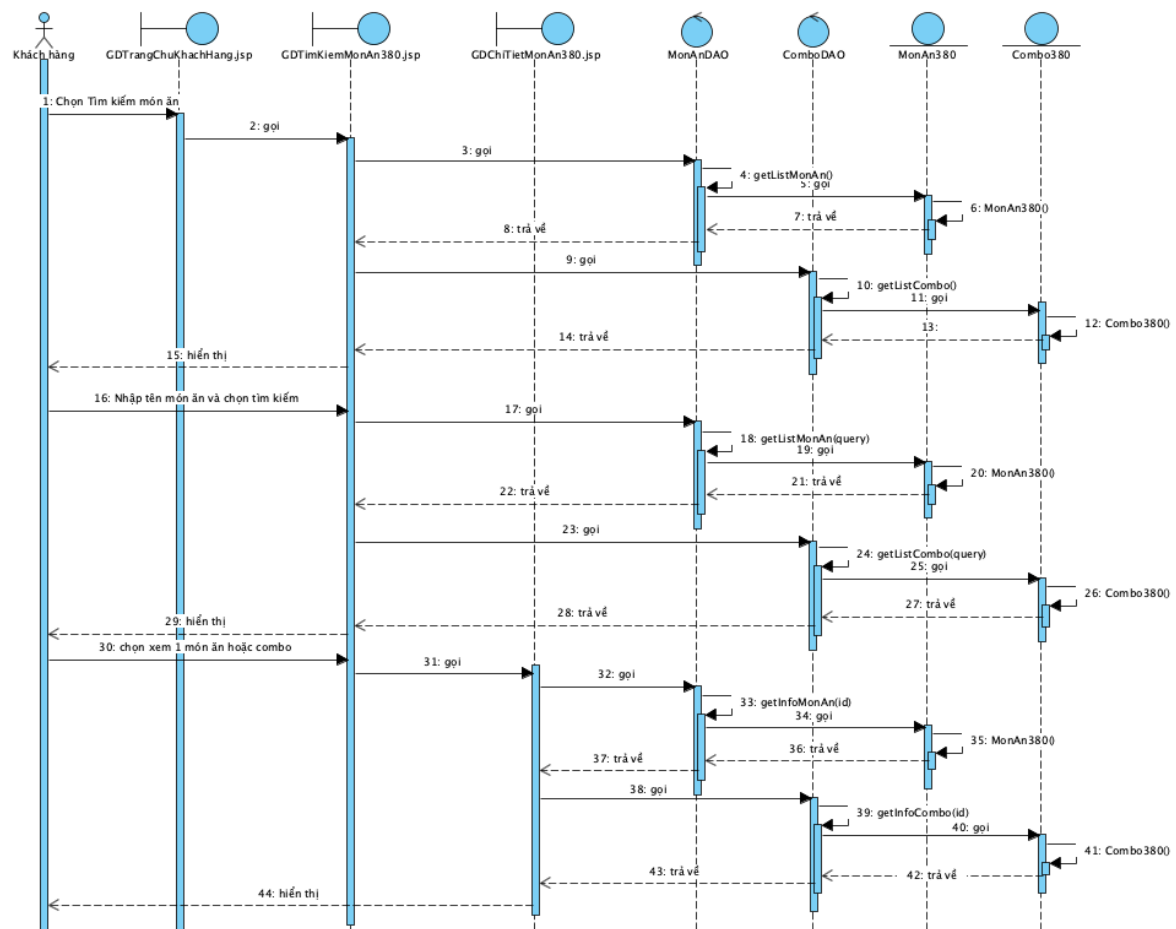 Khách hàng
GDTrangChuKhachHang.jsp
GDTimKiemMonAn380.jsp
GDChiTietMonAn380.jsp
MonAnDAO
ComboDAO
MonAn380
Combo380
1: Chọn Tìm kiếm món ăn
2: gọi
3: gọi
4: getListMonAn()
5: gọi
6: MonAn380()
7: trả về
8: trả về
9: gọi
10: getListCombo()
11: gọi
12: Combo380()
13:
14: trả về
15: hiển thị
16: Nhập tên món ăn và chọn tìm kiếm
17: gọi
18: getListMonAn(query)
19: gọi
20: MonAn380()
21: trả về
22: trả về
23: gọi
24: getListCombo(query)
25: gọi
26: Combo380()
27: trả về
28: trả về
29: hiển thị
30: chọn xem 1 món ăn hoặc combo
31: gọi
32: gọi
33: getInfoMonAn(id)
34: gọi
35: MonAn380()
36: trả về
37: trả về
38: gọi
39: getInfoCombo(id)
40: gọi
41: Combo380()
42: trả về
43: trả về
44: hiển thị